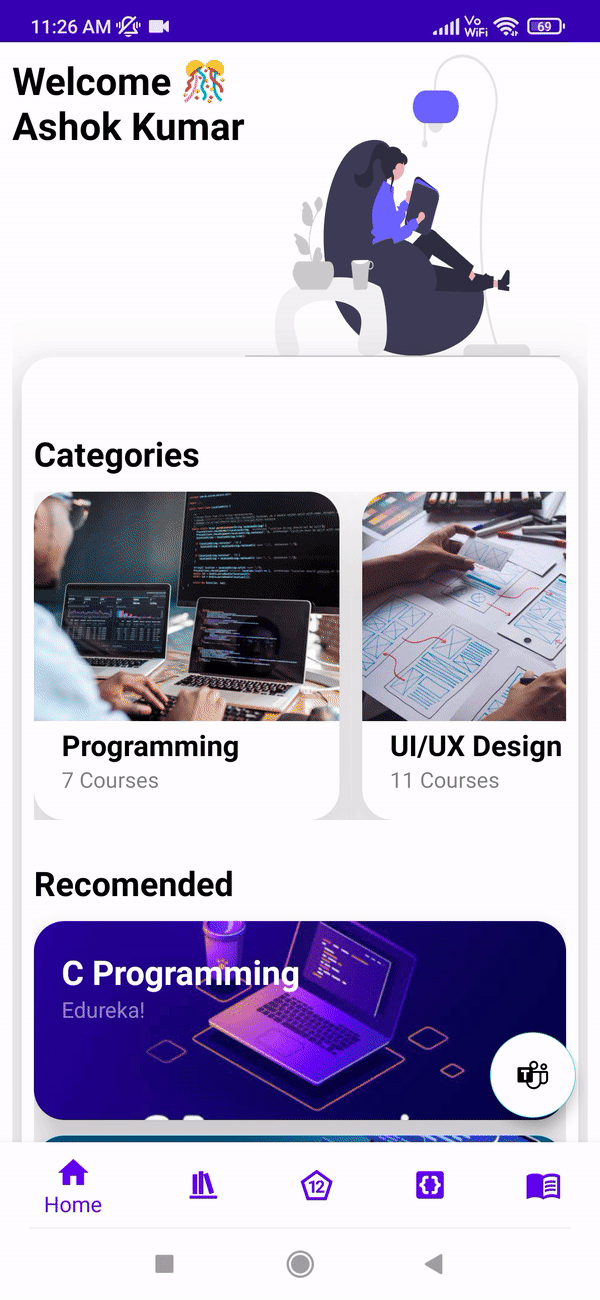 11:26 AM
Vo
WiFi
69
Welcome
Ashok Kumar
Categories
Programming
7 Courses
UI/UX Design
11 Courses
Recomended
C Programming
Edureka!
T
12
Home